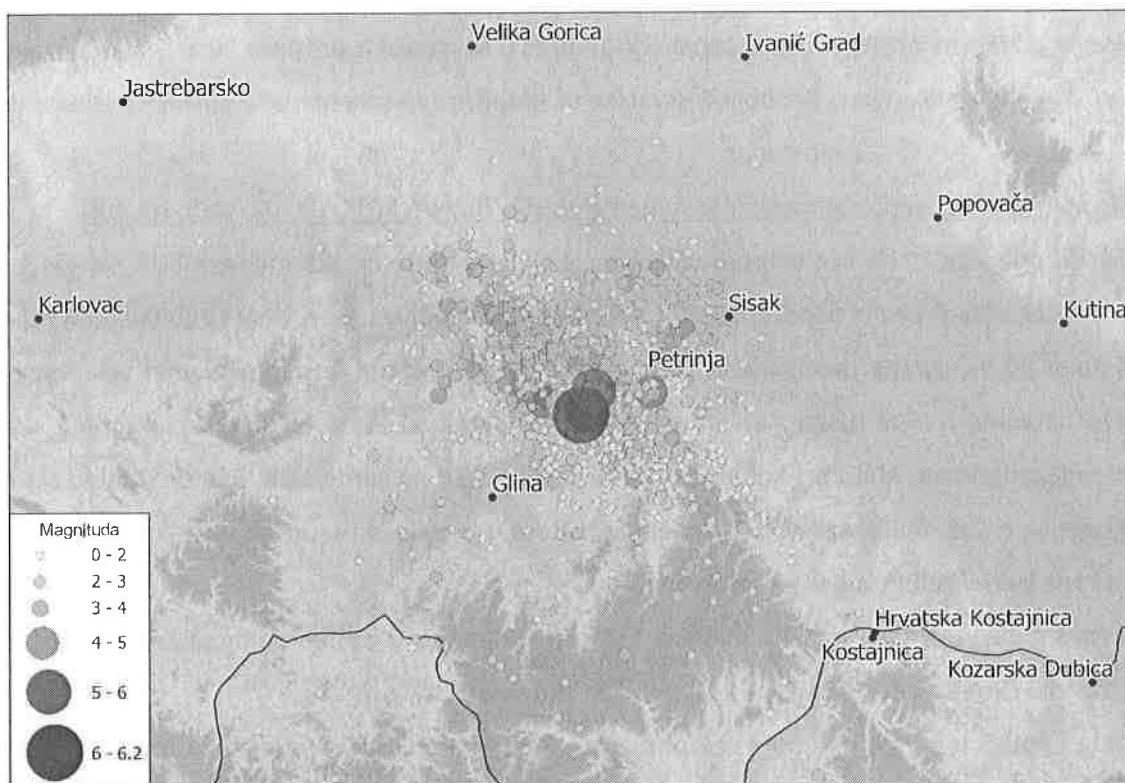 Velika Gorica
Ivanić Grad
Jastrebarsko
Popovača
Karlovac
Sisak
Kutina
Petrinja
Glina
Magnituda
0 - 2
2 - 3
3 - 4
4 - 5
5 - 6
6 - 6.2
Hrvatska Kostajnica
Kostajnica
Kozarska Dubica